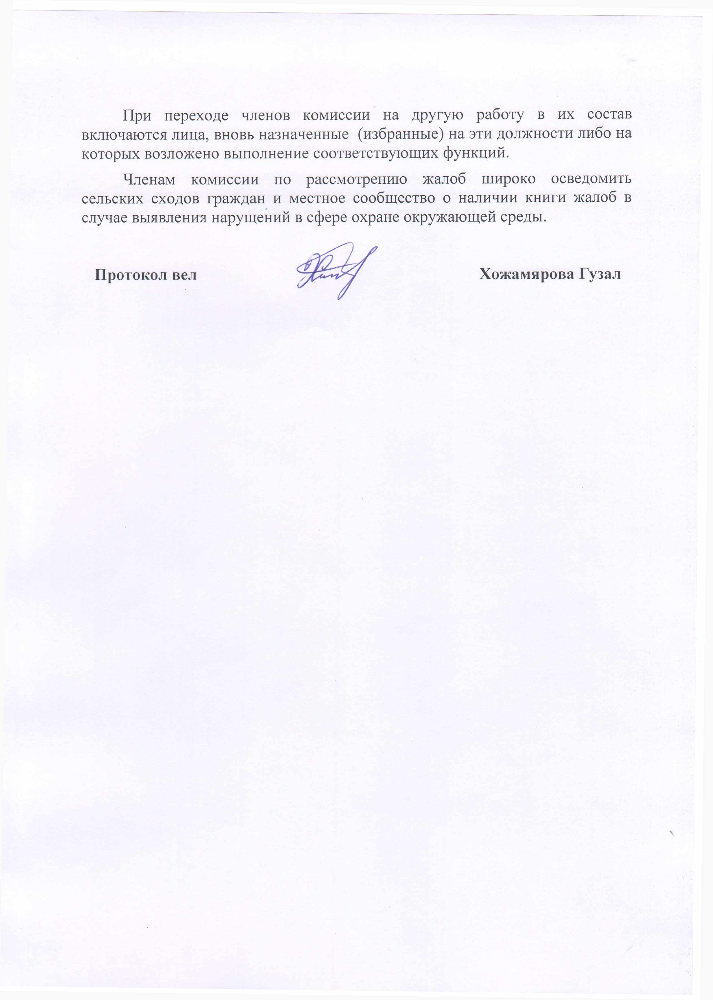 При переходе членов комиссии на другую работу в их состав
включаются лица, вновь назначенные (избранные) на эти должности либо на
которых возложено выполнение соответствующих функций.
Членам комиссии по рассмотрению жалоб широко осведомить
сельских сходов граждан и местное сообщество о наличии книги жалоб в
случае выявления нарущений в сфере охране окружающей среды.
Протокол вел Хожамярова Гузал